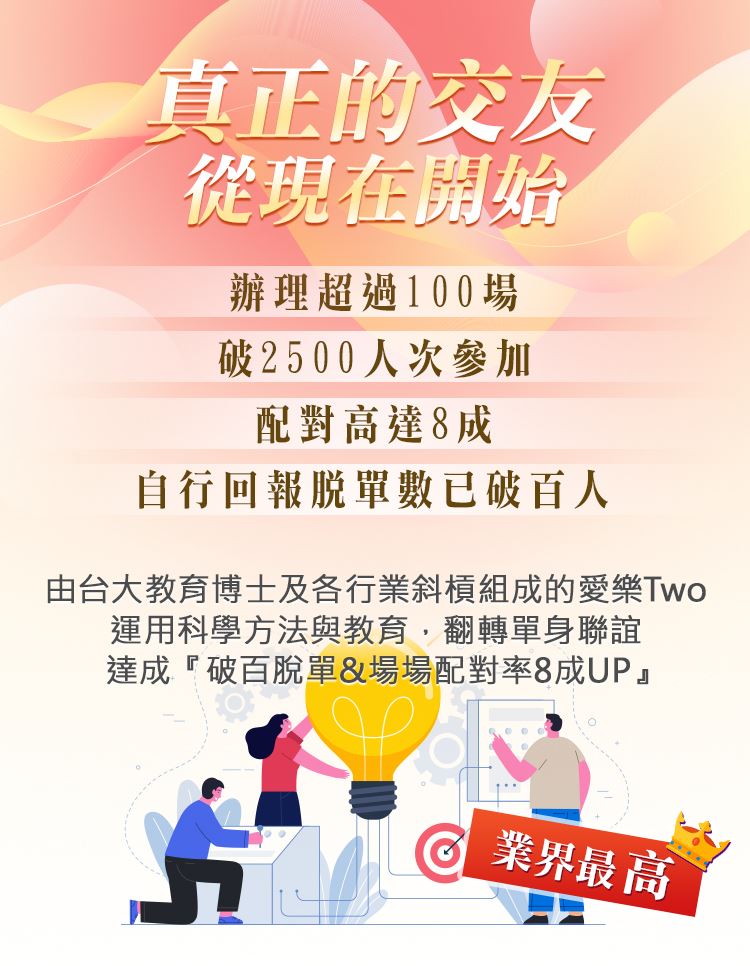 真正的交友
從現在開始
辦理超過100場
破2500人次參加
配對高達8成
自行回報脫單數已破百人
由台大教育博士及各行業斜槓組成的愛樂Two
運用科學方法與教育，翻轉單身聯誼
達成『破百脫單&場場配對率8成UP』
業界最高